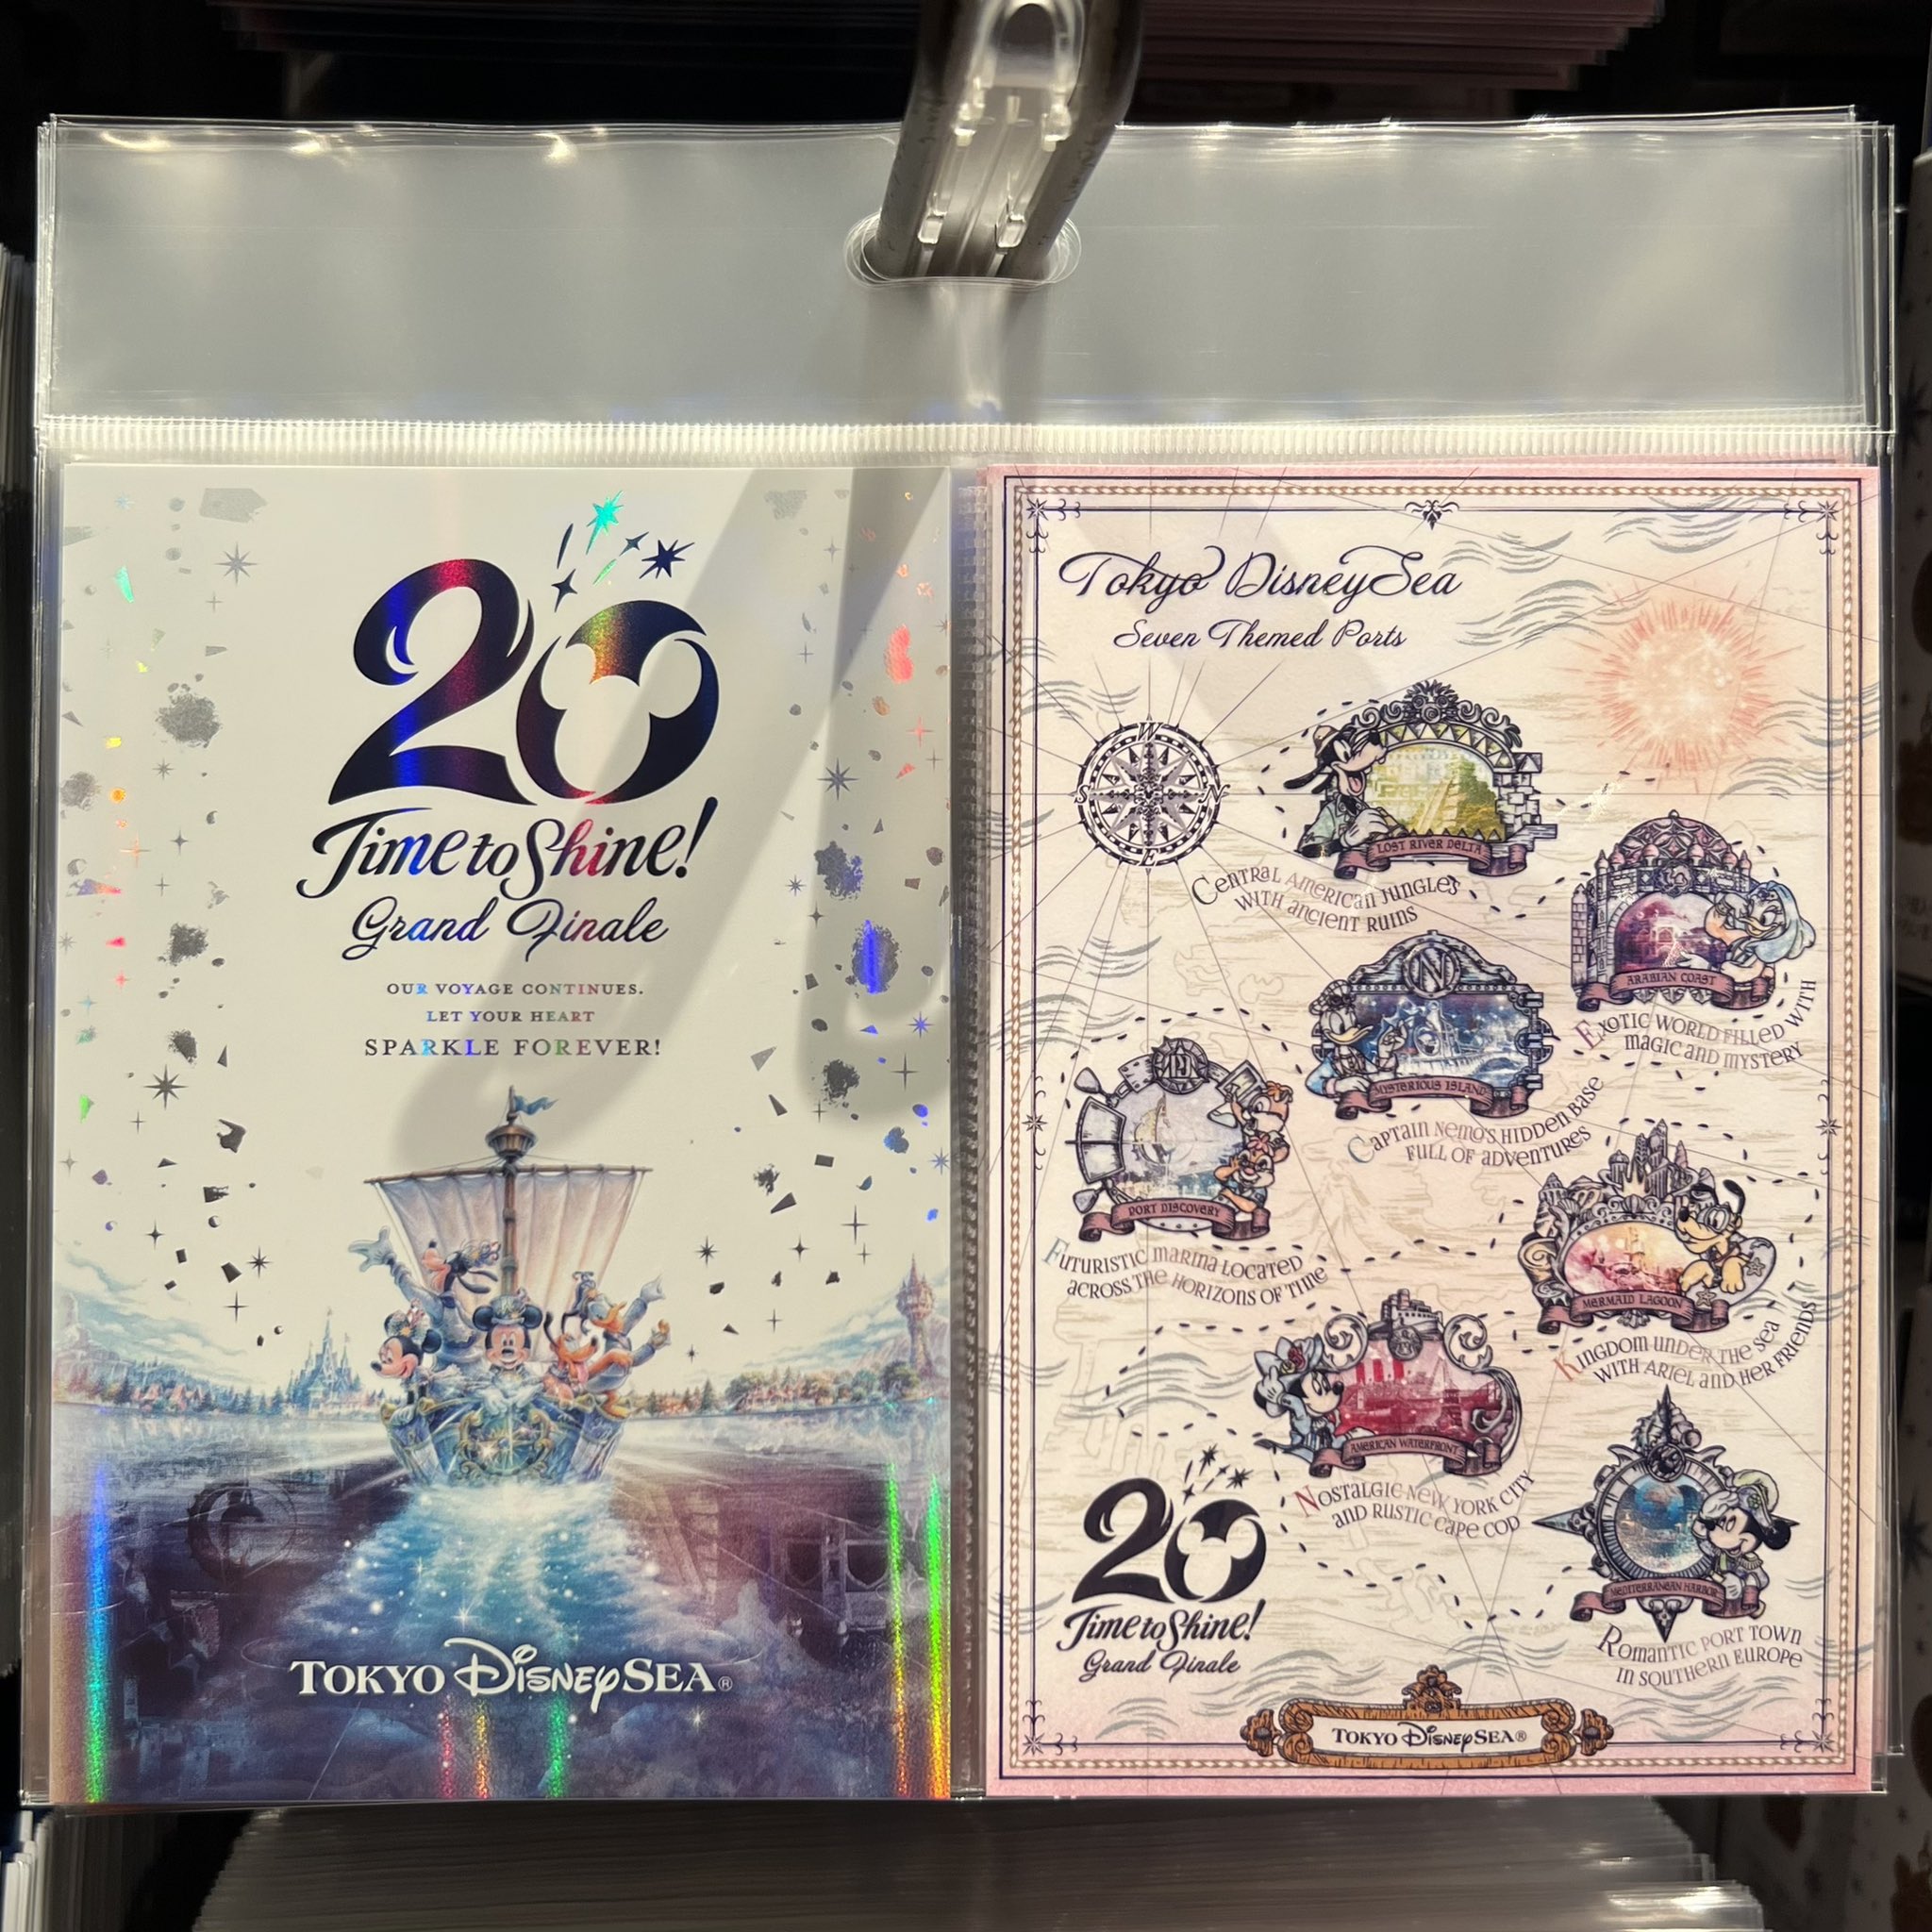 20
Time to Shine!
Grand Finale
OUR VOYAGE CONTINUES.
LET YOUR HEART
SPARKLE FOREVER!
TOKYO DISNEYSEA®
Tokyo DisneySea
Seven Themed Ports
W
N
S
E
LOST RIVER DELTA
CENTRAL AMERICAN JUNGLES
WITH ANCIENT RUINS
ARABIAN COAST
EXOTIC WORLD FILLED WITH
MAGIC AND MYSTERY
N
MYSTERIOUS ISLAND
CAPTAIN NEMO'S HIDDEN BASE
FULL OF ADVENTURES
PORT DISCOVERY
FUTURISTIC MARINA LOCATED
ACROSS THE HORIZONS OF TIME
MERMAID LAGOON
KINGDOM UNDER THE SEA
WITH ARIEL AND HER FRIENDS
AMERICAN WATERFRONT
NOSTALGIC NEW YORK CITY
AND RUSTIC CAPE COD
MEDITERRANEAN HARBOR
ROMANTIC PORT TOWN
IN SOUTHERN EUROPE
20
Time to Shine!
Grand Finale
TOKYO DISNEYSEA®